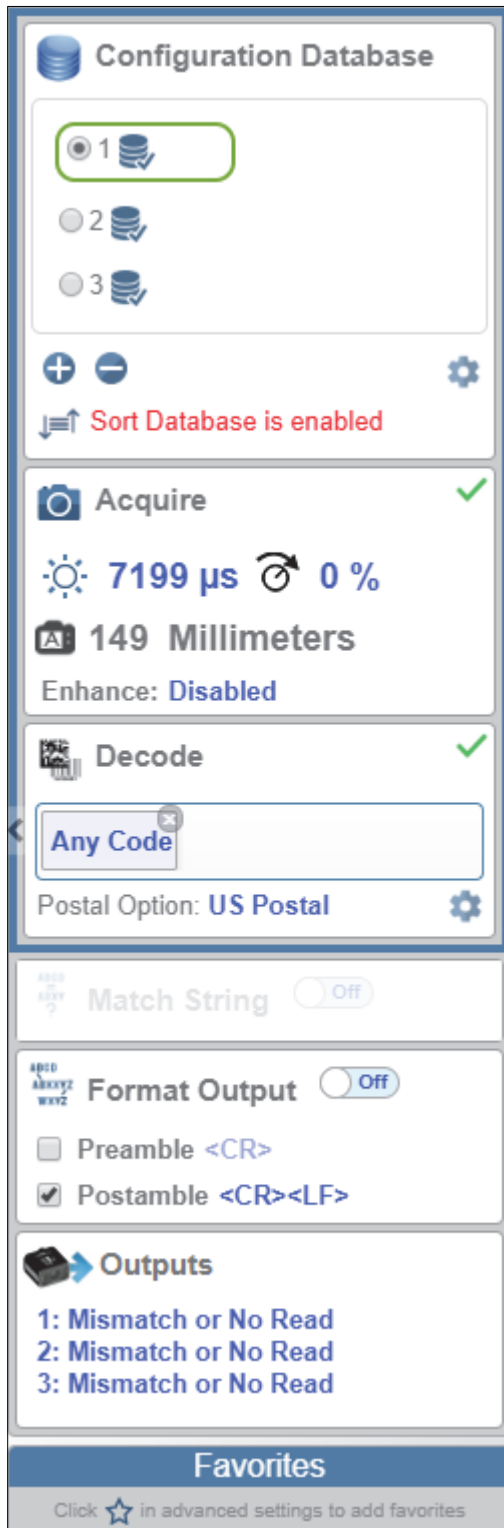 Configuration Database
1
2
3
Sort Database is enabled
Acquire
7199 µs 0 %
A 149 Millimeters
Enhance: Disabled
Decode
Any Code
Postal Option: US Postal
Match String Off
Format Output Off
Preamble <CR>
Postamble <CR><LF>
Outputs
1: Mismatch or No Read
2: Mismatch or No Read
3: Mismatch or No Read
Favorites
Click in advanced settings to add favorites